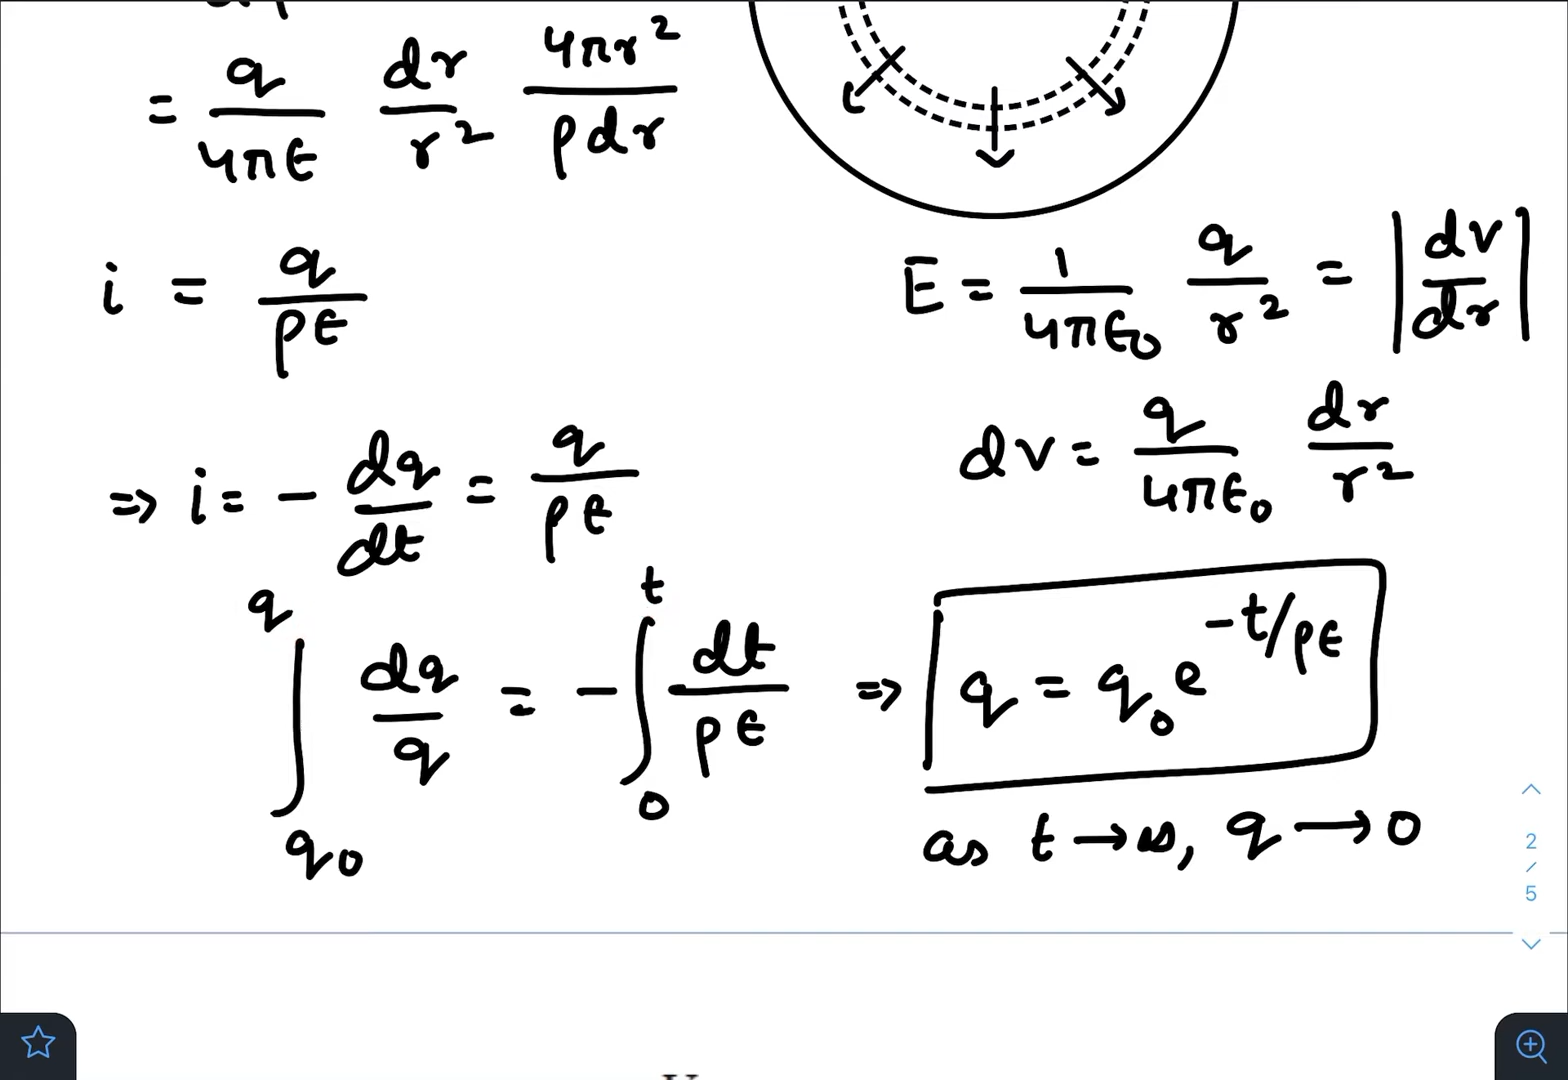 = q/4πϵ dr/r² 4πr²/ρdr
i = q/ρϵ
E = 1/4πϵ₀ q/r² = |dv/dr|
dv = q/4πϵ₀ dr/r²
⇒ i = - dq/dt = q/ρϵ
∫_{q₀}^{q} dq/q = - ∫_{0}^{t} dt/ρϵ ⇒ q = q₀e^{-t/ρϵ}
as t → ∞, q → 0
2
/
5